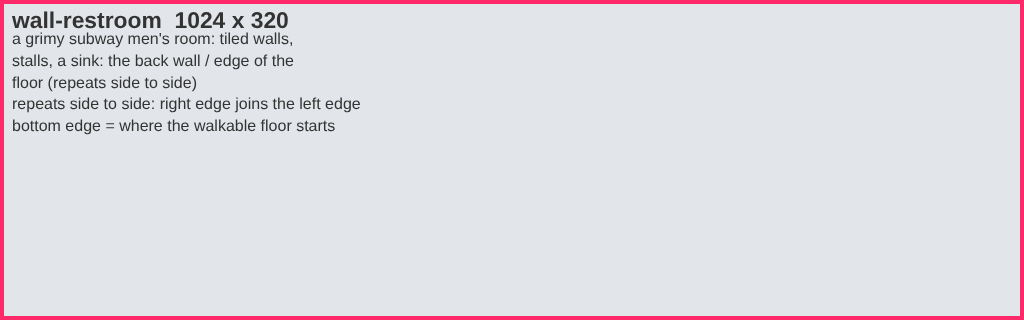 wall-restroom  1024 x 320
a grimy subway men's room: tiled walls,
stalls, a sink: the back wall / edge of the
floor (repeats side to side)
repeats side to side: right edge joins the left edge
bottom edge = where the walkable floor starts